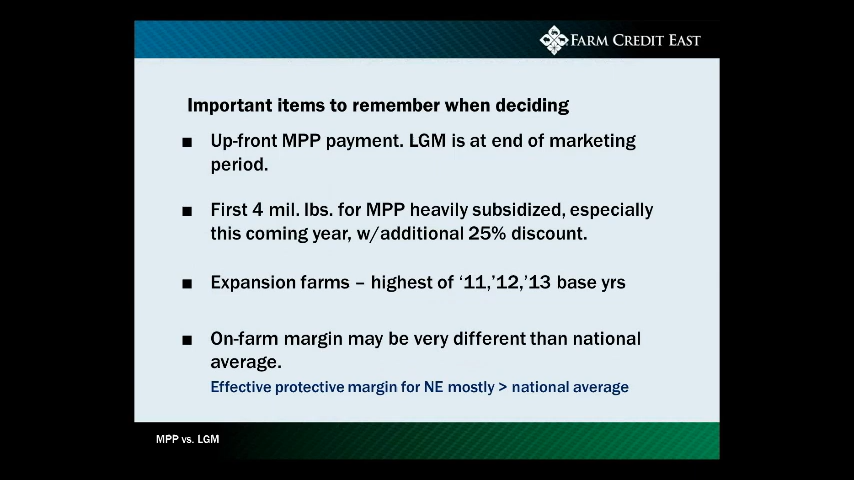 FARM CREDIT EAST
Important items to remember when deciding
■ Up-front MPP payment. LGM is at end of marketing
period.
■ First 4 mil. lbs. for MPP heavily subsidized, especially
this coming year, w/additional 25% discount.
■ Expansion farms – highest of ‘11,’12,’13 base yrs
■ On-farm margin may be very different than national
average.
Effective protective margin for NE mostly > national average
MPP vs. LGM